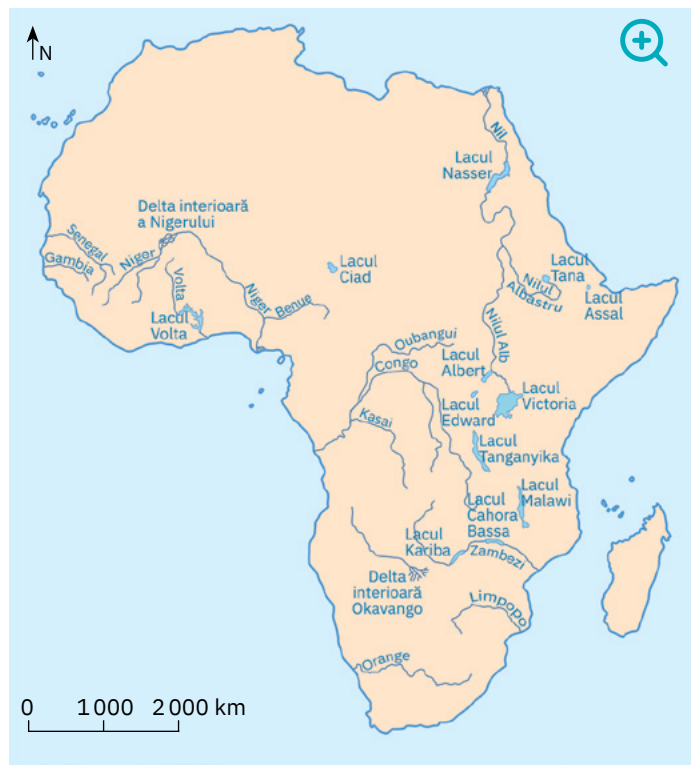 N
Nil
Lacul
Nasser
Delta interioară
a Nigerului
Senegal
Gambia
Niger
Volta
Lacul
Volta
Niger
Benue
Lacul
Ciad
Lacul
Tana
Nilul
Albastru
Lacul
Assal
Nilul Alb
Oubangui
Congo
Lacul
Albert
Lacul
Victoria
Lacul
Edward
Kasai
Lacul
Tanganyika
Lacul
Malawi
Lacul
Cahora
Bassa
Lacul
Kariba
Zambezi
Delta
interioară
Okavango
Limpopo
Orange
0 1 000 2 000 km